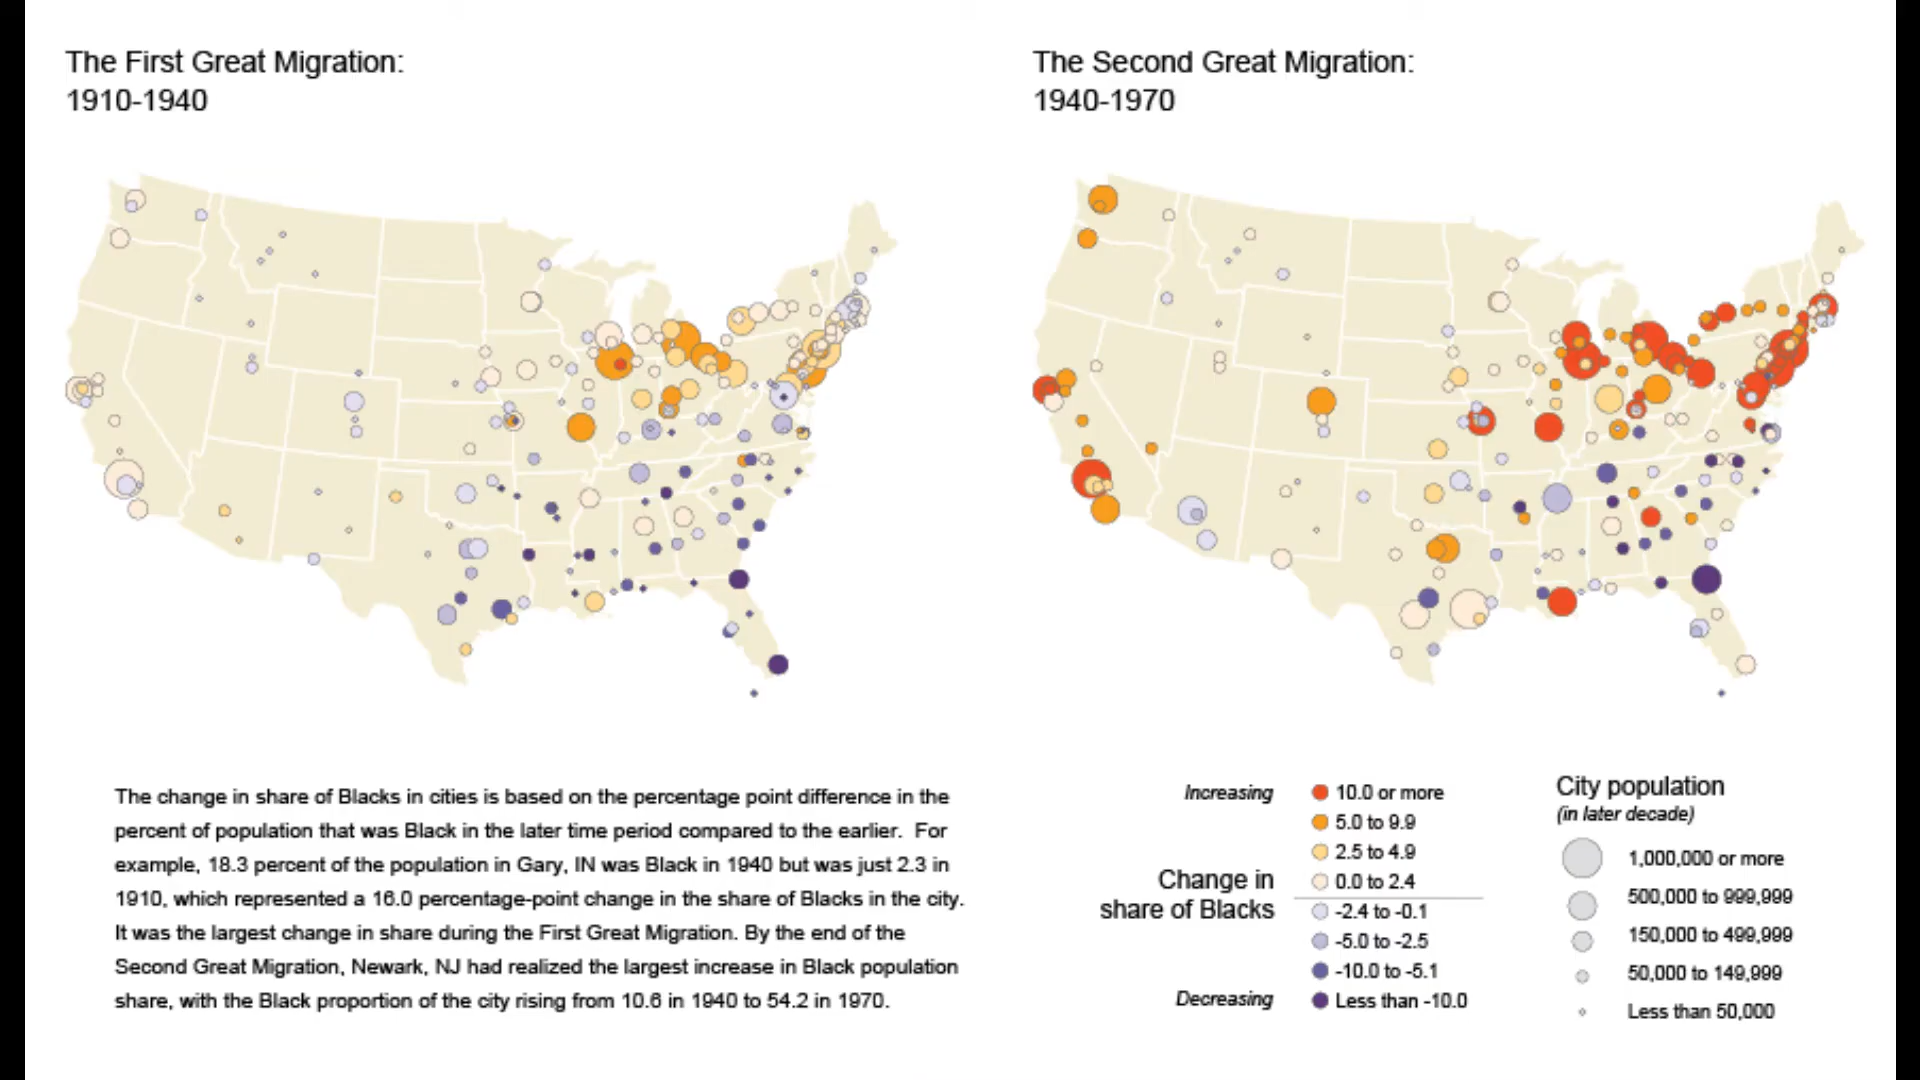 The First Great Migration:
1910-1940
The Second Great Migration:
1940-1970
The change in share of Blacks in cities is based on the percentage point difference in the
percent of population that was Black in the later time period compared to the earlier. For
example, 18.3 percent of the population in Gary, IN was Black in 1940 but was just 2.3 in
1910, which represented a 16.0 percentage-point change in the share of Blacks in the city.
It was the largest change in share during the First Great Migration. By the end of the
Second Great Migration, Newark, NJ had realized the largest increase in Black population
share, with the Black proportion of the city rising from 10.6 in 1940 to 54.2 in 1970.
Increasing
Change in
share of Blacks
Decreasing
10.0 or more
5.0 to 9.9
2.5 to 4.9
0.0 to 2.4
-2.4 to -0.1
-5.0 to -2.5
-10.0 to -5.1
Less than -10.0
City population
(in later decade)
1,000,000 or more
500,000 to 999,999
150,000 to 499,999
50,000 to 149,999
Less than 50,000